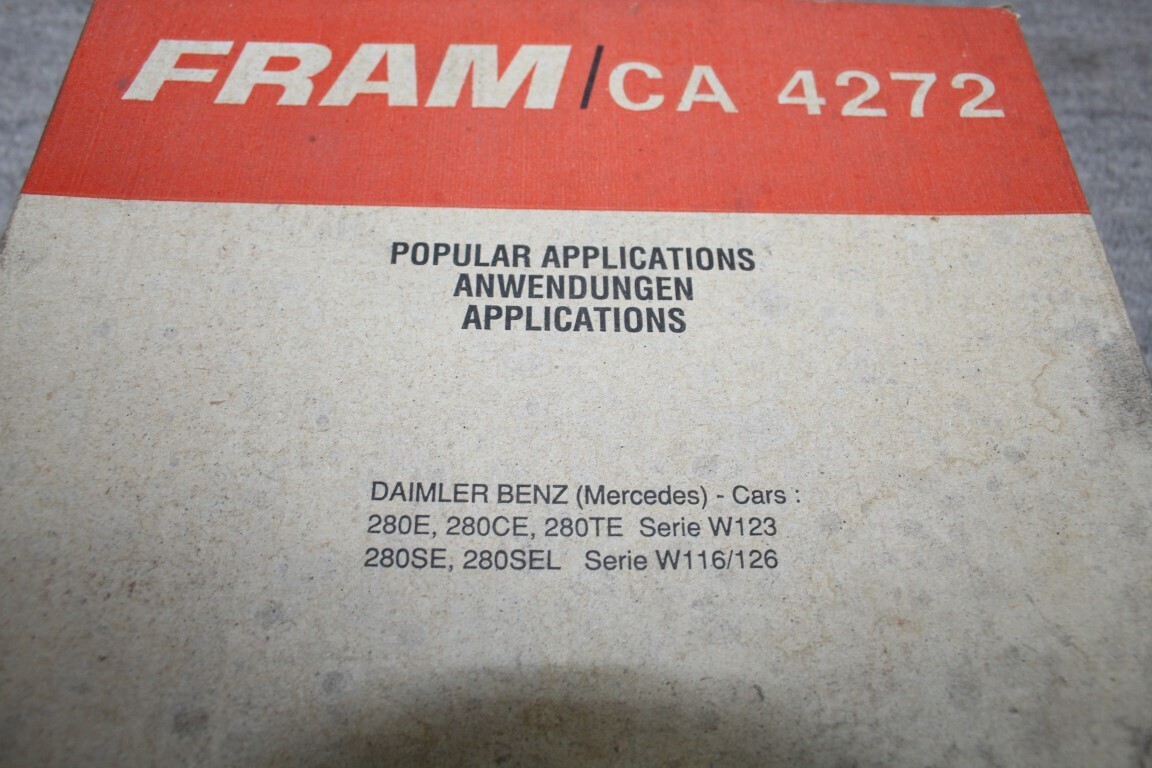 FRAM/CA 4272
POPULAR APPLICATIONS
ANWENDUNGEN
APPLICATIONS
DAIMLER BENZ (Mercedes) - Cars :
280E, 280CE, 280TE Serie W123
280SE, 280SEL Serie W116/126